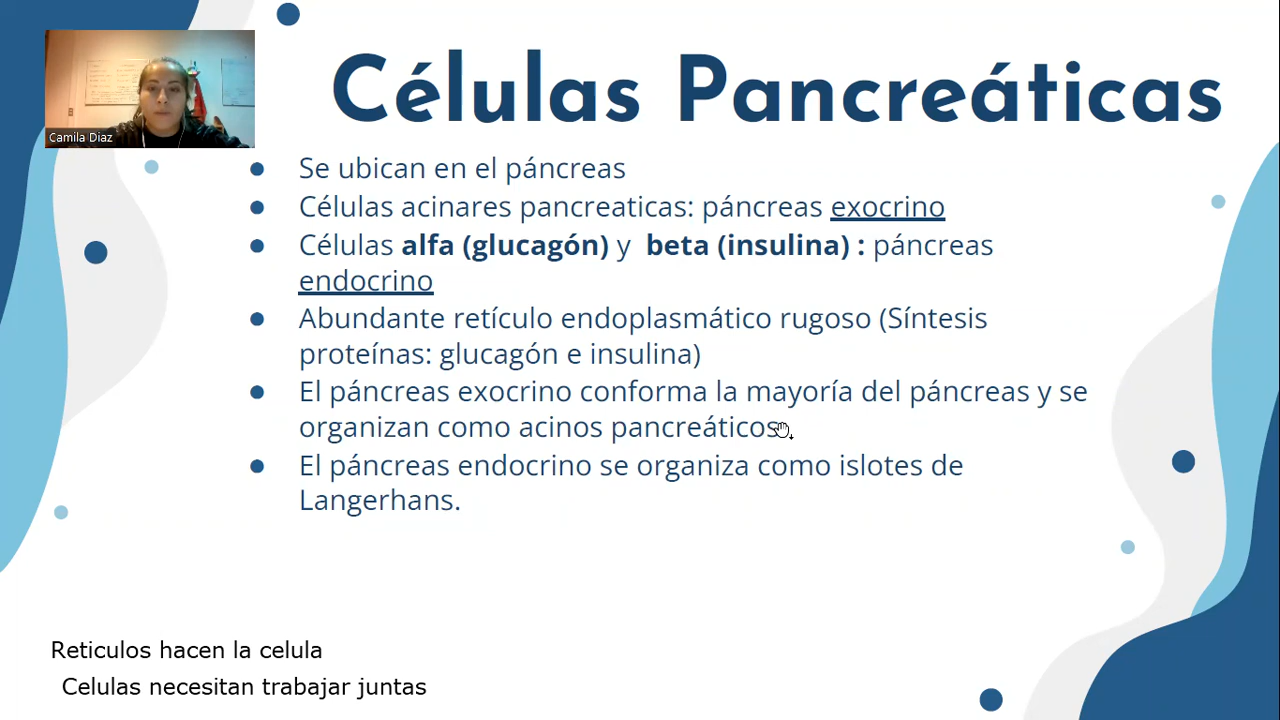 Células Pancreáticas
Camila Diaz
Se ubican en el páncreas
Células acinares pancreaticas: páncreas exocrino
Células alfa (glucagón) y beta (insulina) : páncreas
endocrino
Abundante retículo endoplasmático rugoso (Síntesis
proteínas: glucagón e insulina)
El páncreas exocrino conforma la mayoría del páncreas y se
organizan como acinos pancreáticos.
El páncreas endocrino se organiza como islotes de
Langerhans.
Reticulos hacen la celula
Celulas necesitan trabajar juntas